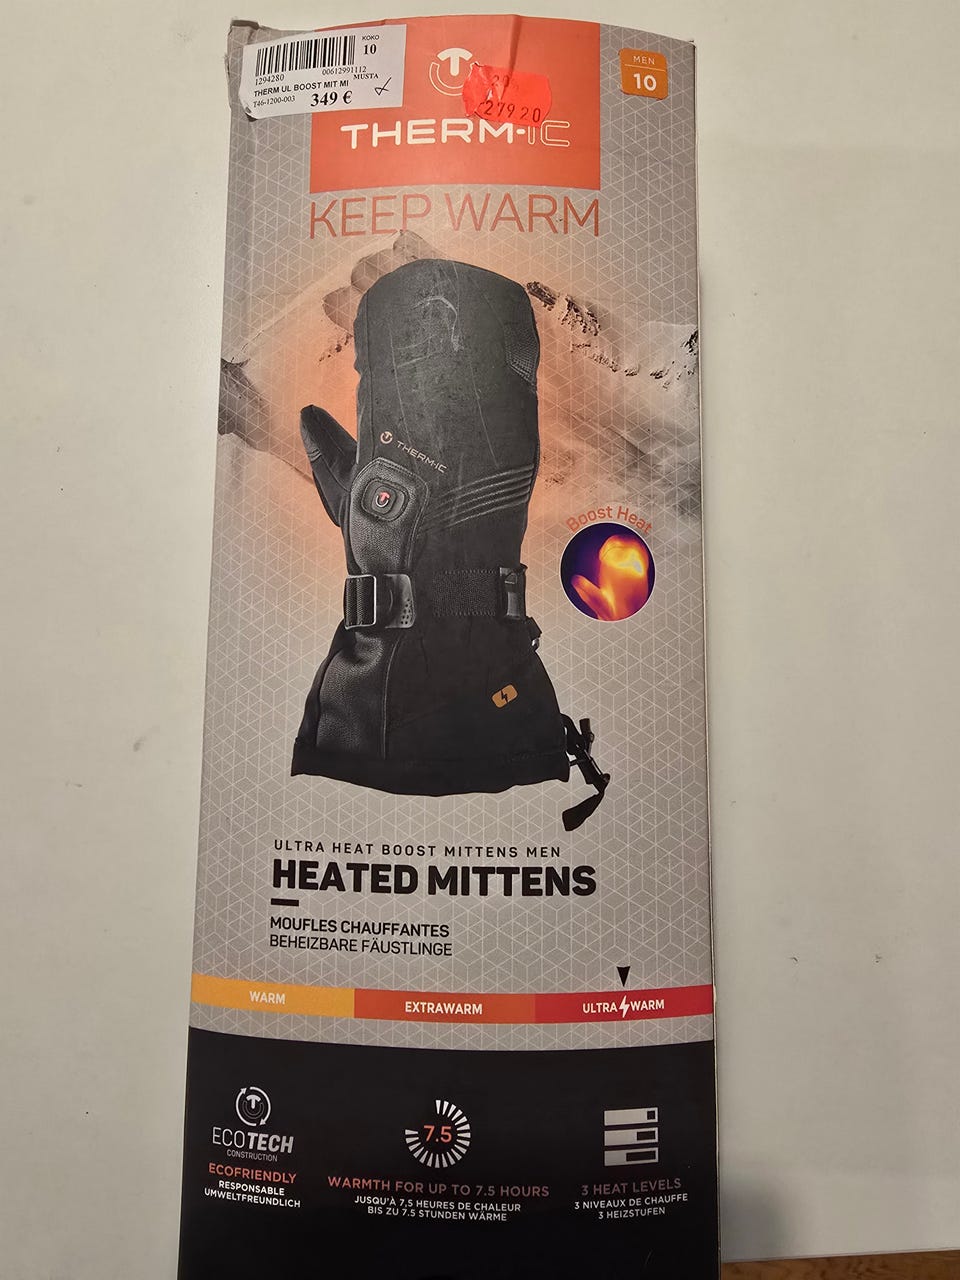 KOKO
10
1294280
00612991112
MUSTA
THERM UL BOOST MIT MI
T46-1200-003 349 €
279 20
MEN
10
THERM-IC
KEEP WARM
THERM-IC
Boost Heat
ULTRA HEAT BOOST MITTENS MEN
HEATED MITTENS
MOUFLES CHAUFFANTES
BEHEIZBARE FÄUSTLINGE
WARM
EXTRAWARM
ULTRA WARM
ECOTECH
CONSTRUCTION
ECOFRIENDLY
RESPONSABLE
UMWELTFREUNDLICH
7.5
WARMTH FOR UP TO 7.5 HOURS
JUSQU'À 7,5 HEURES DE CHALEUR
BIS ZU 7.5 STUNDEN WÄRME
3 HEAT LEVELS
3 NIVEAUX DE CHAUFFE
3 HEIZSTUFEN